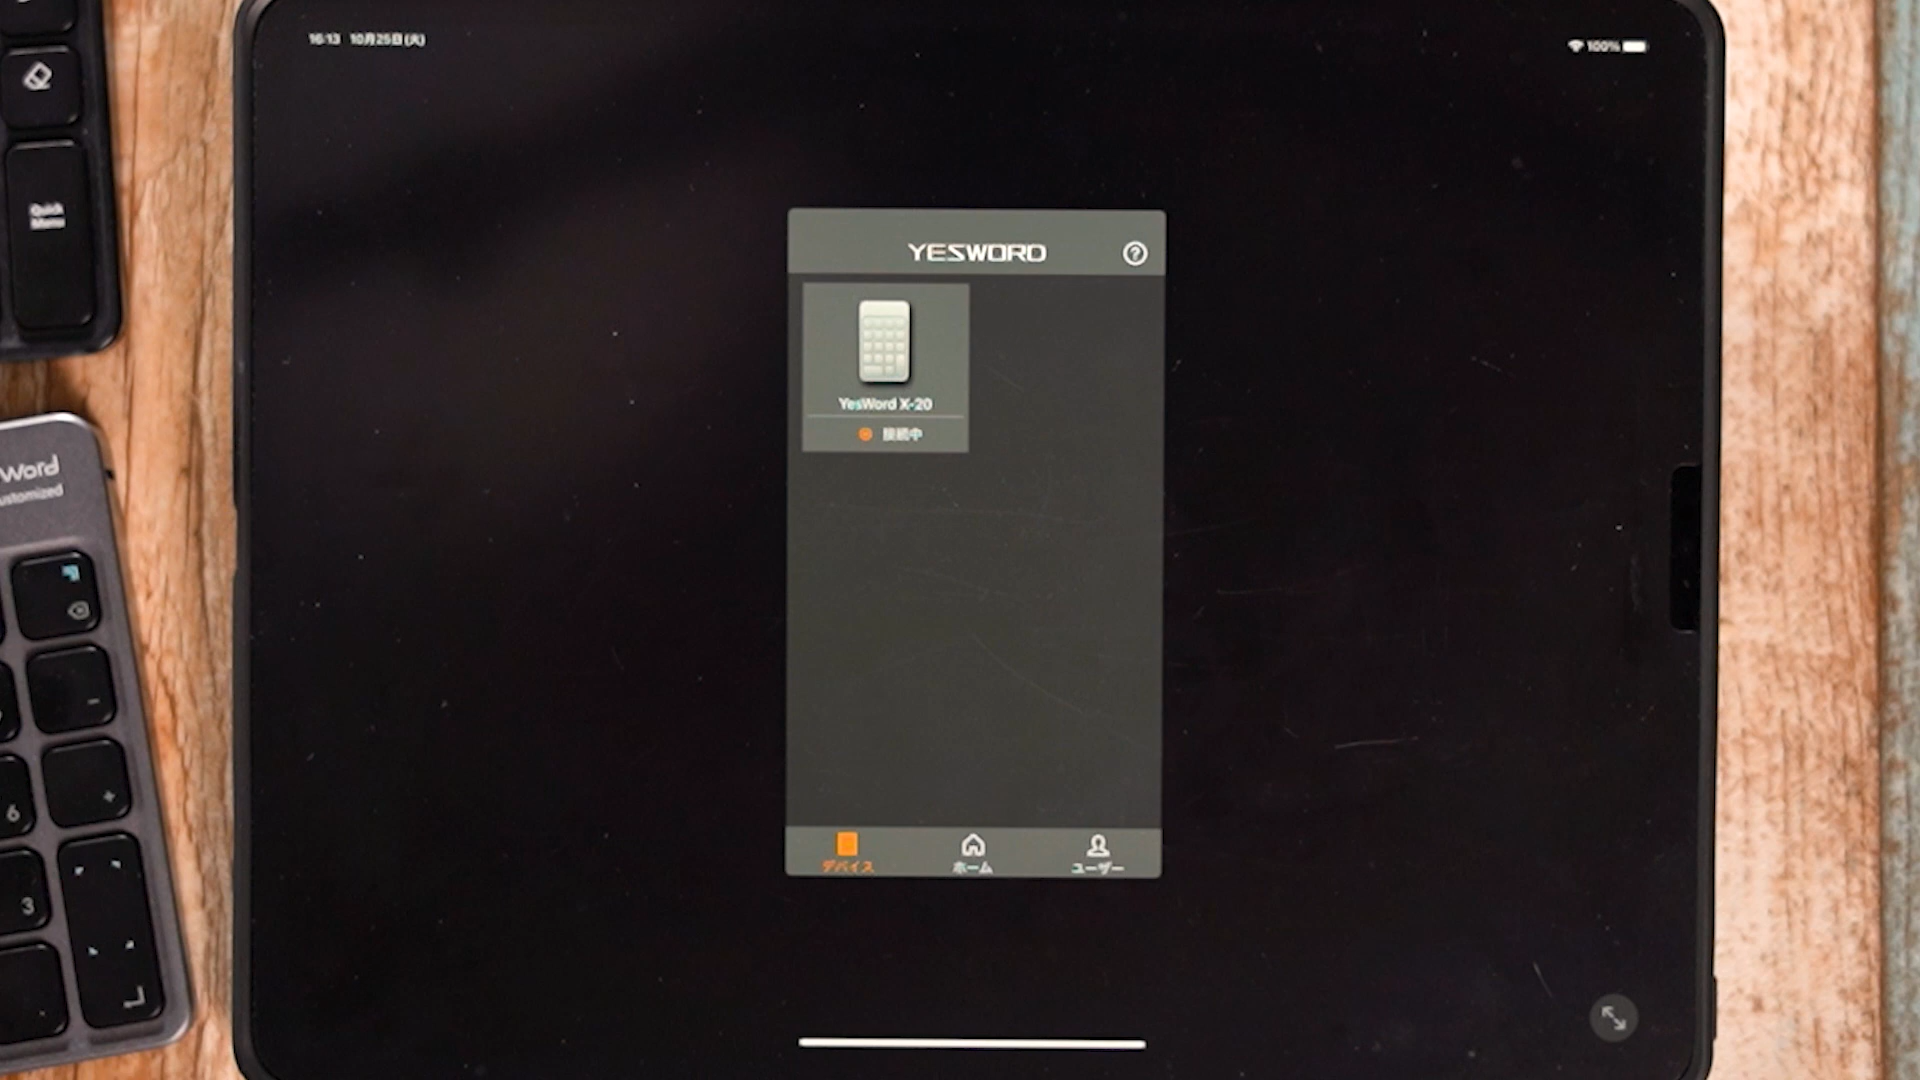 16:13 10月25日(火)
100%
Quick
Menu
YESWORD
?
YesWord X-20
接続中
Word
ustomized
-
+
6
3
.
デバイス
ホーム
ユーザー